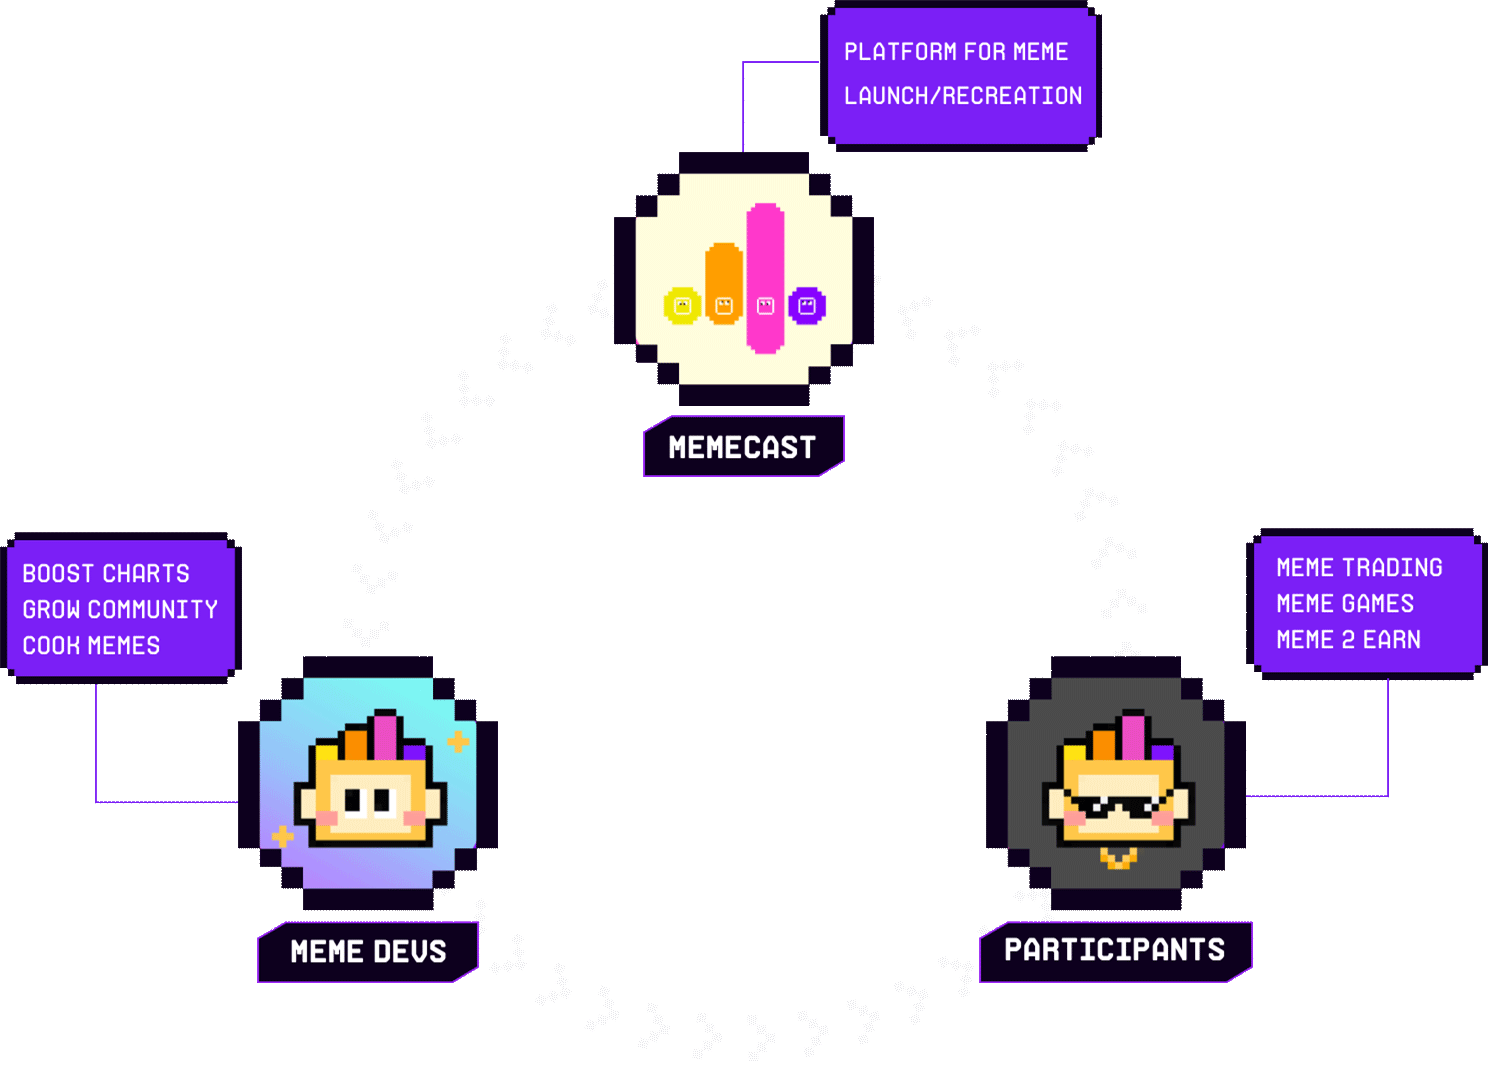 PLATFORM FOR MEME
LAUNCH/RECREATION
MEMECAST
BOOST CHARTS
GROW COMMUNITY
COOK MEMES
MEME TRADING
MEME GAMES
MEME 2 EARN
MEME DEVS
PARTICIPANTS